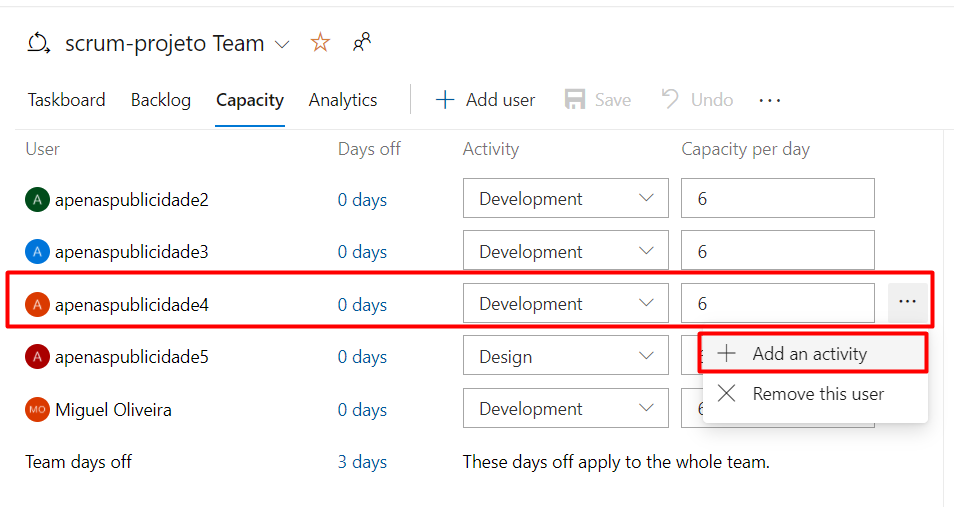 scrum-projeto Team
Taskboard Backlog Capacity Analytics Add user Save Undo ...
User Days off Activity Capacity per day
A apenaspublicidade2 0 days Development 6
A apenaspublicidade3 0 days Development 6
A apenaspublicidade4 0 days Development 6 ...
A apenaspublicidade5 0 days Design
Add an activity
MO Miguel Oliveira 0 days Development
Remove this user
Team days off 3 days These days off apply to the whole team.